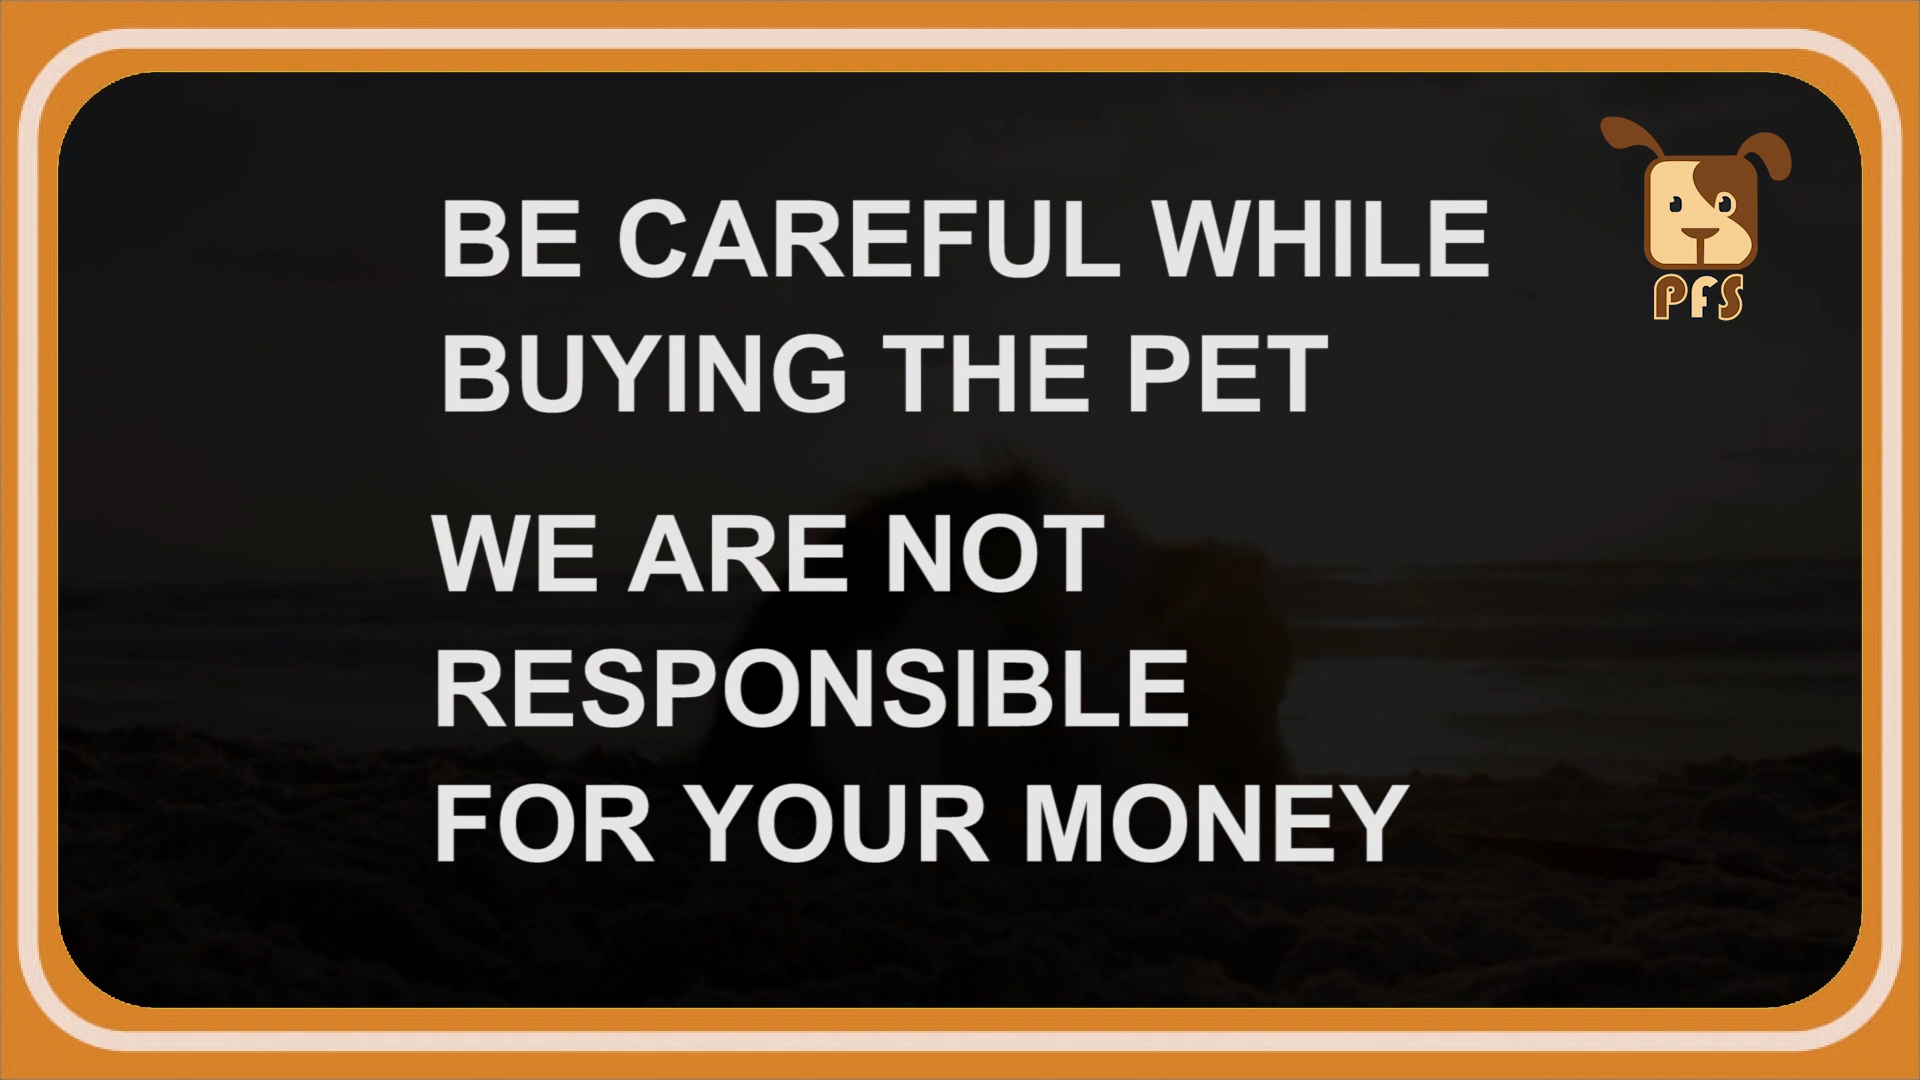 BE CAREFUL WHILE
BUYING THE PET
WE ARE NOT
RESPONSIBLE
FOR YOUR MONEY
PFS